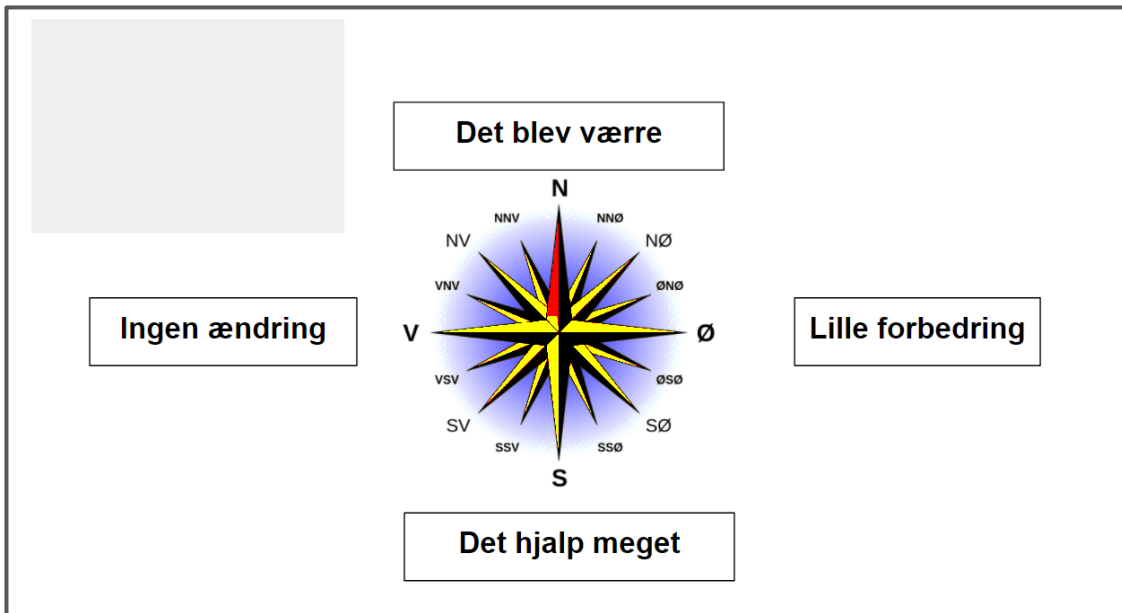 Det blev værre
N
NNV NNØ
NV NØ
VNV ØNØ
Ingen ændring V Ø Lille forbedring
VSV ØSØ
SV SØ
SSV SSØ
S
Det hjalp meget